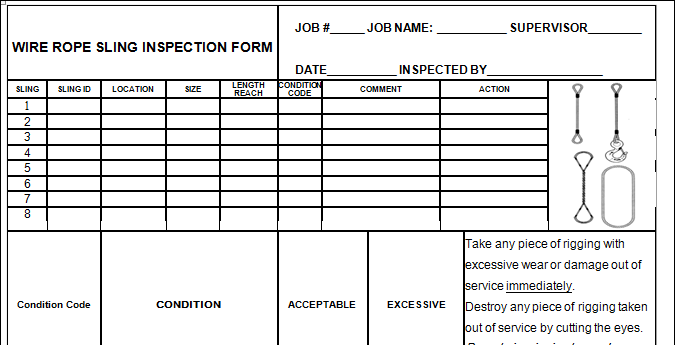 WIRE ROPE SLING INSPECTION FORM
JOB #_____ JOB NAME: __________ SUPERVISOR________
DATE__________ INSPECTED BY_________________
SLING SLING ID LOCATION SIZE LENGTH REACH CONDITION CODE COMMENT ACTION
1
2
3
4
5
6
7
8
Condition Code CONDITION ACCEPTABLE EXCESSIVE
Take any piece of rigging with
excessive wear or damage out of
service immediately.
Destroy any piece of rigging taken
out of service by cutting the eyes.